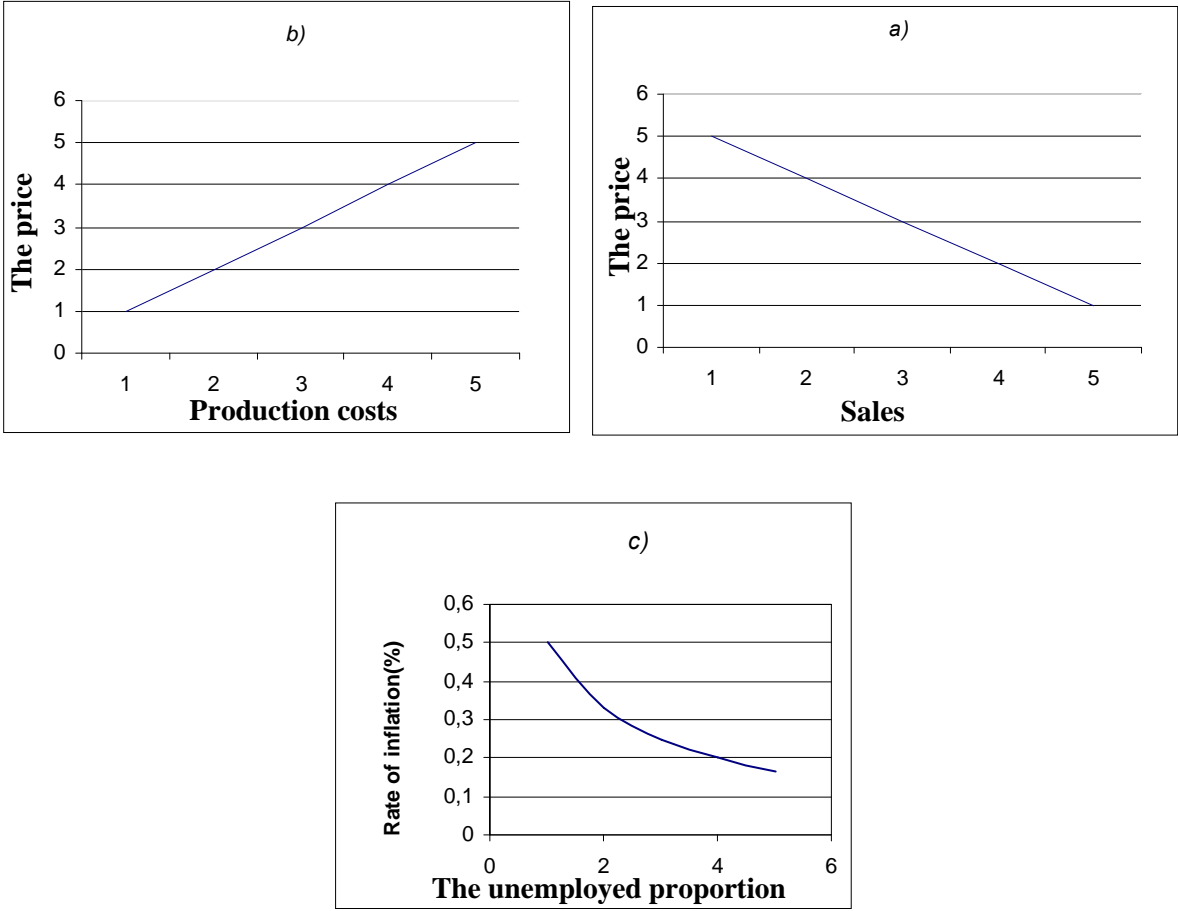 b)
The price
6
5
4
3
2
1
0
1 2 3 4 5
Production costs
a)
The price
6
5
4
3
2
1
0
1 2 3 4 5
Sales
c)
Rate of inflation(%)
0,6
0,5
0,4
0,3
0,2
0,1
0
0 2 4 6
The unemployed proportion